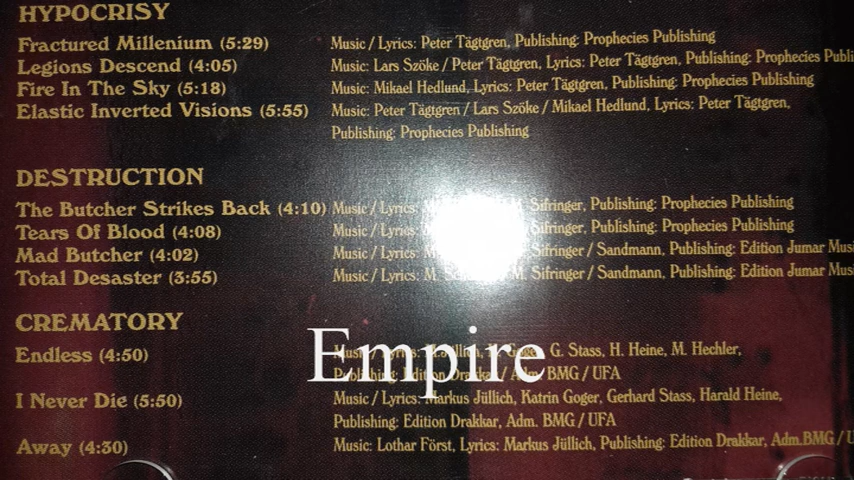 HYPOCRISY
Fractured Millenium (5:29) Music / Lyrics: Peter Tägtgren, Publishing: Prophecies Publishing
Legions Descend (4:05) Music: Lars Szöke / Peter Tägtgren, Lyrics: Peter Tägtgren, Publishing: Prophecies Publi
Fire In The Sky (5:18) Music: Mikael Hedlund, Lyrics: Peter Tägtgren, Publishing: Prophecies Publishing
Elastic Inverted Visions (5:55) Music: Peter Tägtgren / Lars Szöke / Mikael Hedlund, Lyrics: Peter Tägtgren,
Publishing: Prophecies Publishing
DESTRUCTION
The Butcher Strikes Back (4:10) Music / Lyrics: Sifringer, Publishing: Prophecies Publishing
Tears Of Blood (4:08) Music / Lyrics: Sifringer, Publishing: Prophecies Publishing
Mad Butcher (4:02) Music / Lyrics: M. Sifringer / Sandmann, Publishing: Edition Jumar Musi
Total Desaster (3:55) Music / Lyrics: M. M. Sifringer / Sandmann, Publishing: Edition Jumar Musi
CREMATORY
Endless (4:50) G. Stass, H. Heine, M. Hechler,
Empire
BMG / UFA
I Never Die (5:50) Music / Lyrics: Markus Jüllich, Katrin Goger, Gerhard Stass, Harald Heine,
Publishing: Edition Drakkar, Adm. BMG / UFA
Away (4:30) Music: Lothar Först, Lyrics: Markus Jüllich, Publishing: Edition Drakkar, Adm.BMG / U